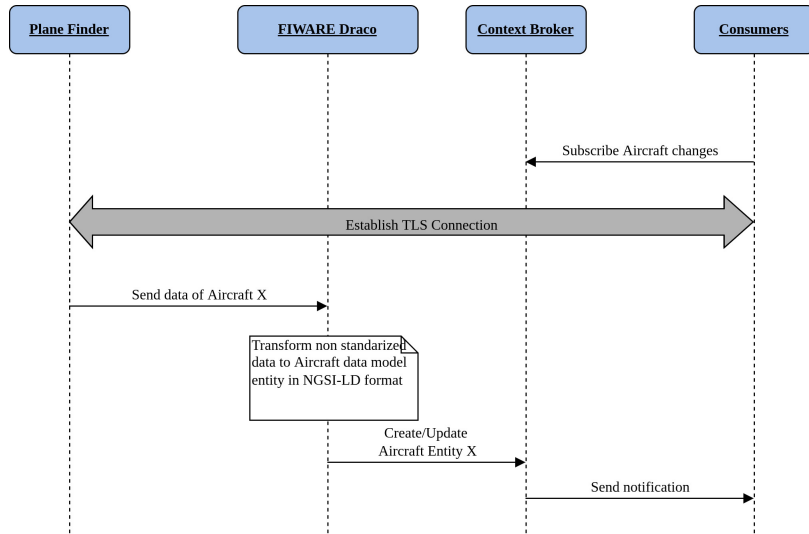 Plane Finder
FIWARE Draco
Context Broker
Consumers
Subscribe Aircraft changes
Establish TLS Connection
Send data of Aircraft X
Transform non standarized
data to Aircraft data model
entity in NGSI-LD format
Create/Update
Aircraft Entity X
Send notification